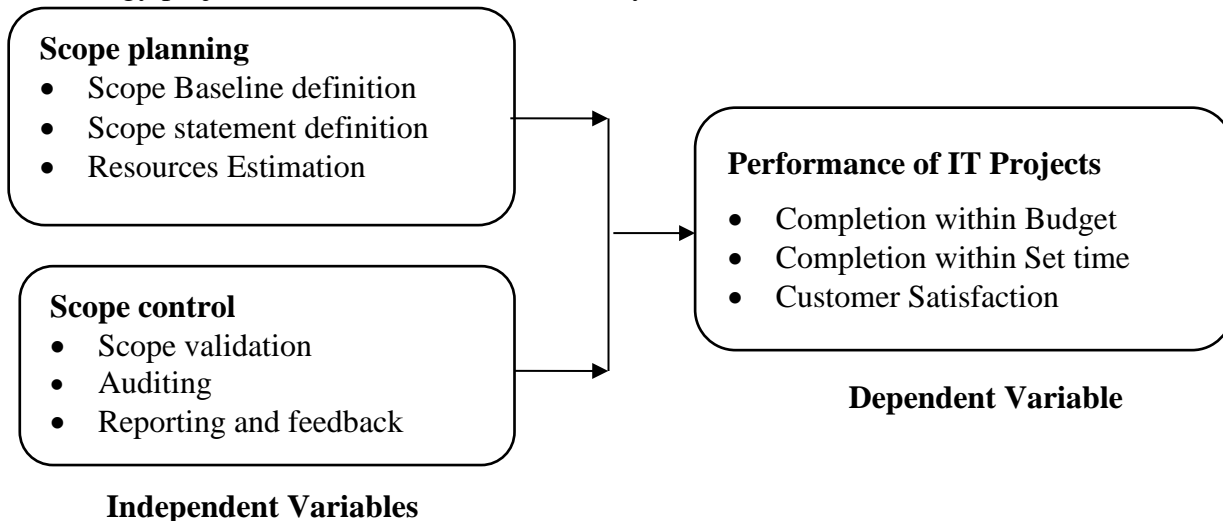 Scope planning
• Scope Baseline definition
• Scope statement definition
• Resources Estimation
Scope control
• Scope validation
• Auditing
• Reporting and feedback
Independent Variables
Performance of IT Projects
• Completion within Budget
• Completion within Set time
• Customer Satisfaction
Dependent Variable